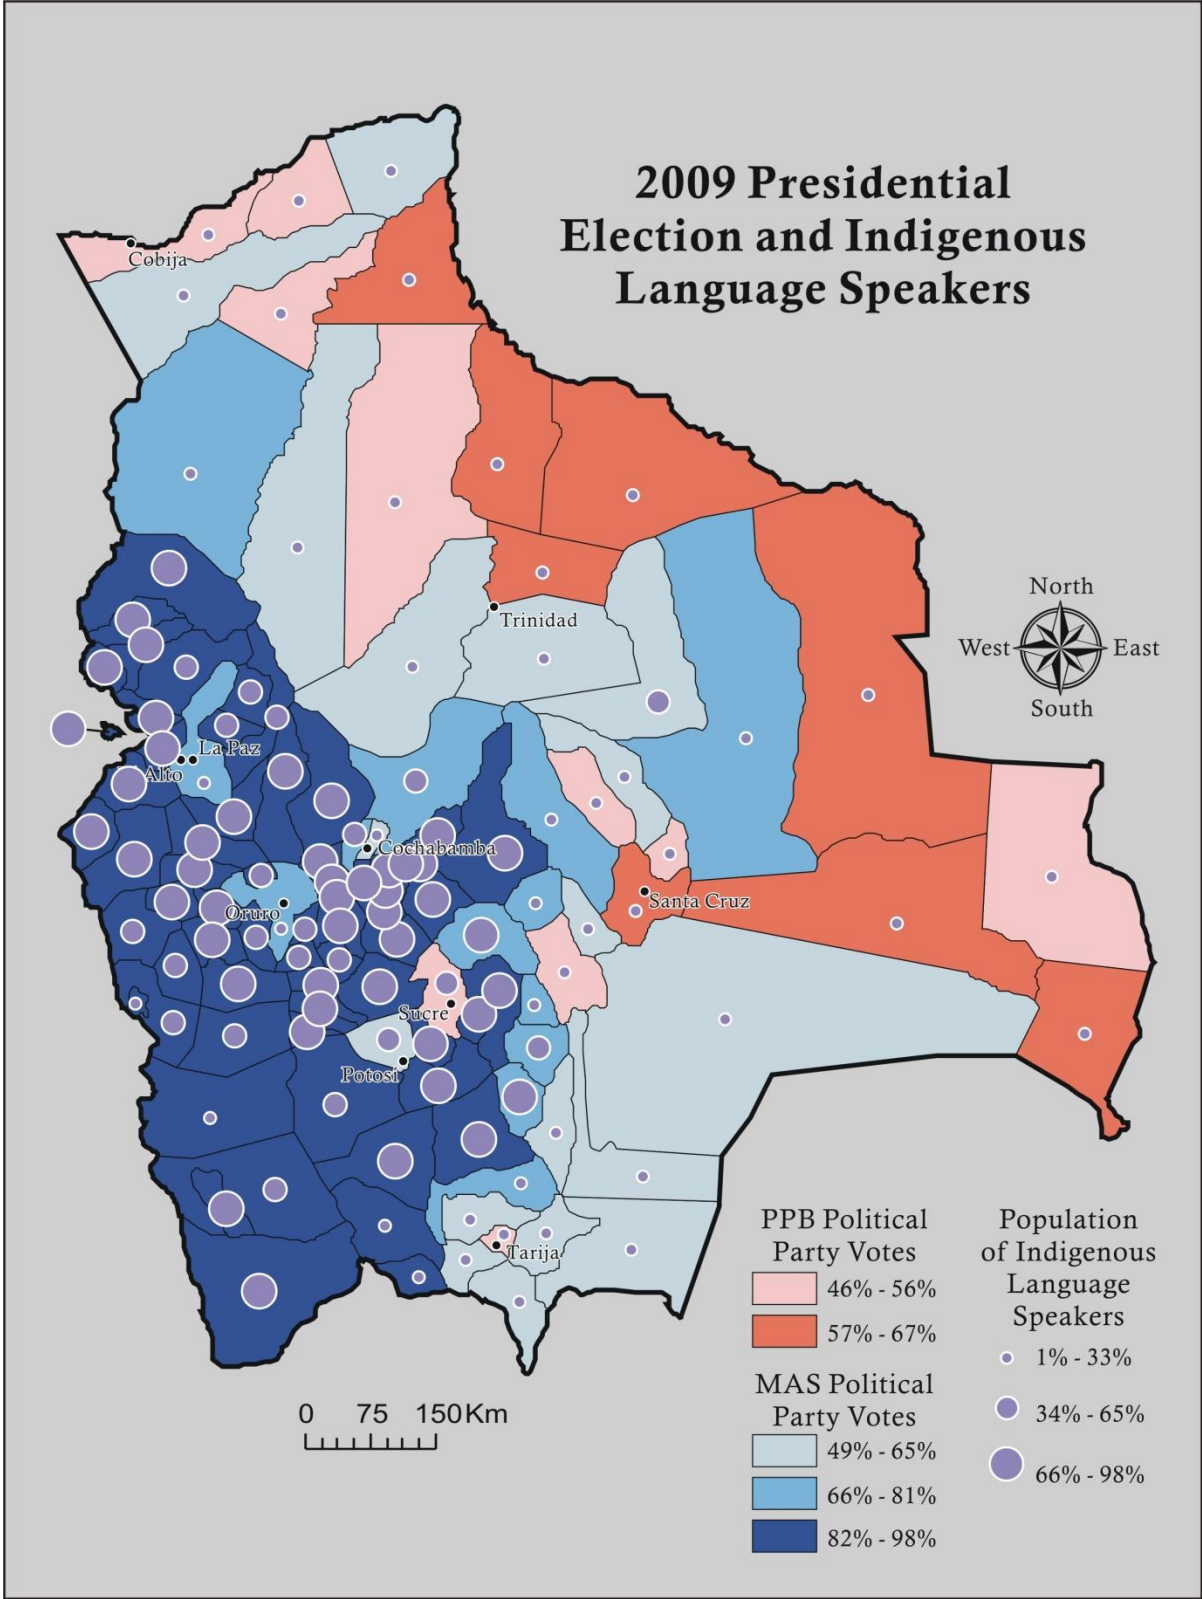 2009 Presidential
Election and Indigenous
Language Speakers
Cobija
Trinidad
North
West
East
South
La Paz
Alto
Cochabamba
Oruro
Santa Cruz
Sucre
Potosí
Tarija
PPB Political
Party Votes
46% - 56%
57% - 67%
MAS Political
Party Votes
49% - 65%
66% - 81%
82% - 98%
Population
of Indigenous
Language
Speakers
1% - 33%
34% - 65%
66% - 98%
0 75 150Km